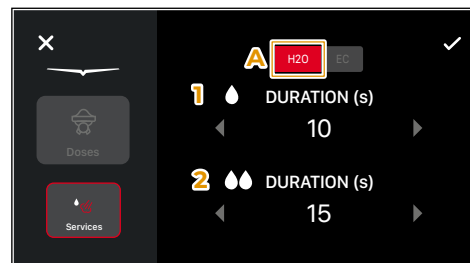 A
H2O EC
1 DURATION (s)
10
Doses
2 DURATION (s)
15
Services